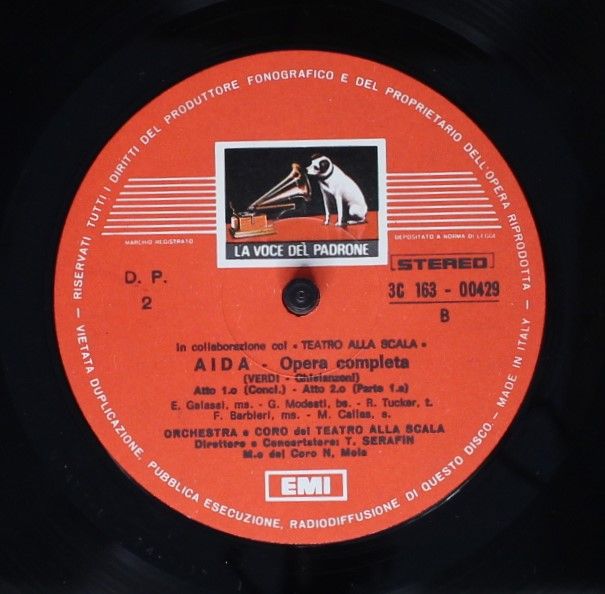 RISERVATI TUTTI I DIRITTI DEL PRODUTTORE FONOGRAFICO E DEL PROPRIETARIO DELL'OPERA RIPRODOTTA
MARCHIO REGISTRATO
DEPOSITATO A NORMA DI LEGGE
LA VOCE DEL PADRONE
STEREO
D. P.
2
3C 163 - 00429
B
In collaborazione col « TEATRO ALLA SCALA »
AIDA - Opera completa
(VERDI - Ghislanzoni)
Atto 1.o (Concl.) - Atto 2.o (Parte 1.a)
E. Galassi, ms. - G. Modesti, bs. - R. Tucker, t.
F. Barbieri, ms. - M. Callas, s.
ORCHESTRA e CORO del TEATRO ALLA SCALA
Direttore e Concertatore: T. SERAFIN
M.o del Coro N. Mola
EMI
VIETATA DUPLICAZIONE, PUBBLICA ESECUZIONE, RADIODIFFUSIONE DI QUESTO DISCO - MADE IN ITALY -